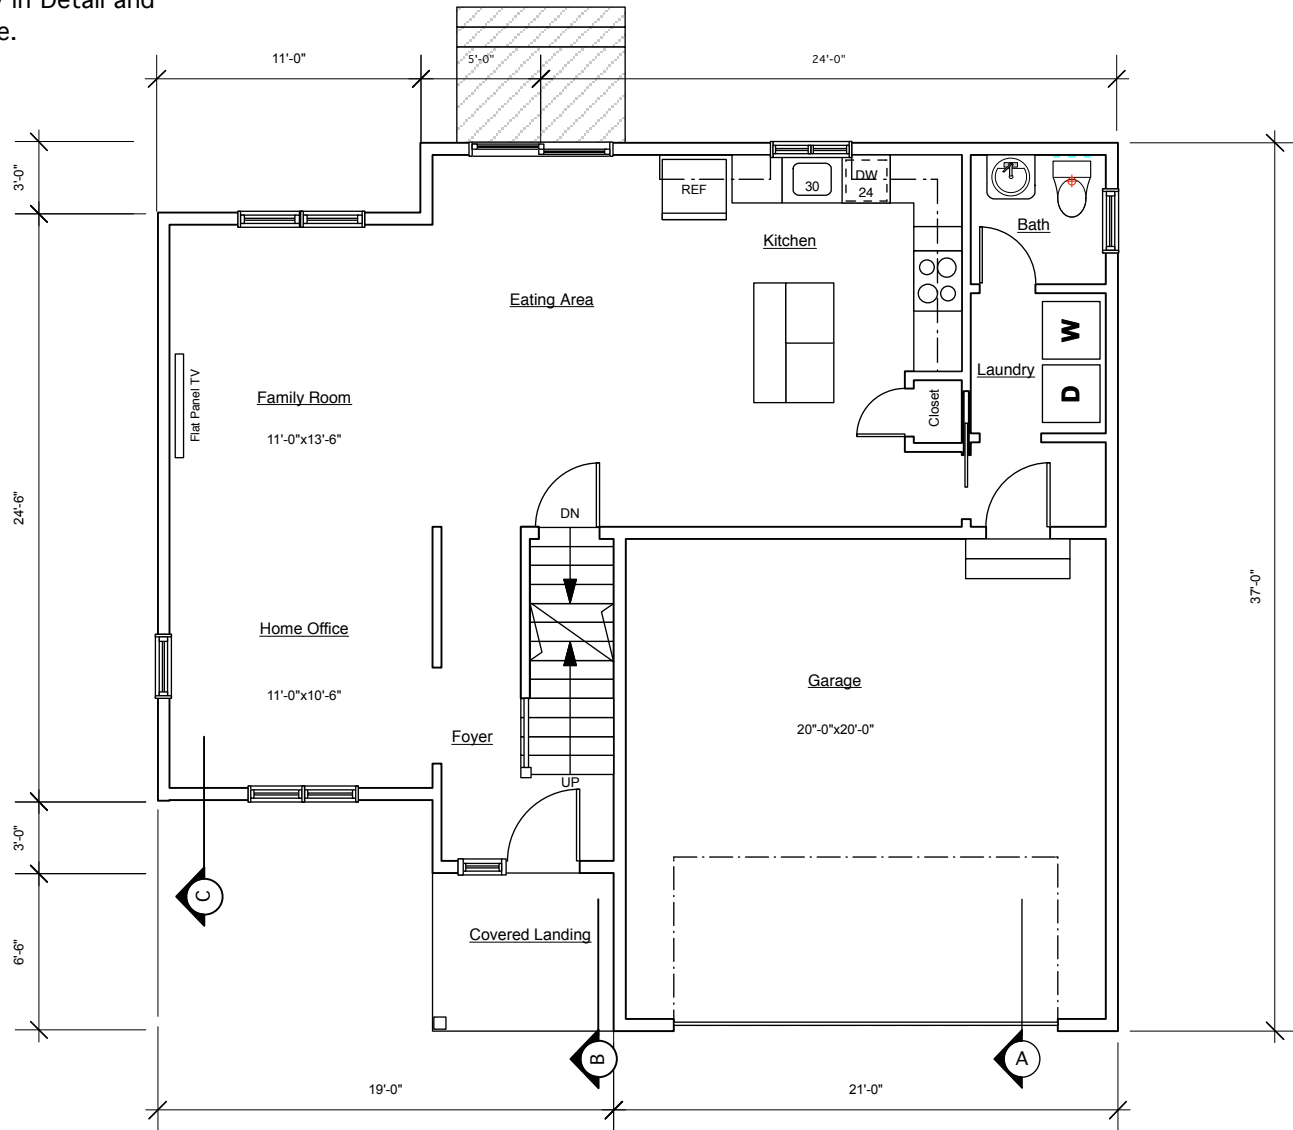 in Detail and
e.
11'-0"
5'-0"
24'-0"
3'-0"
REF
30
DW
24
Bath
Kitchen
Eating Area
W
Laundry
D
Flat Panel TV
Family Room
11'-0"x13'-6"
Closet
24'-6"
DN
37'-0"
Home Office
11'-0"x10'-6"
Garage
20"-0"x20'-0"
Foyer
UP
3'-0"
C
Covered Landing
6'-6"
B
A
19'-0"
21'-0"